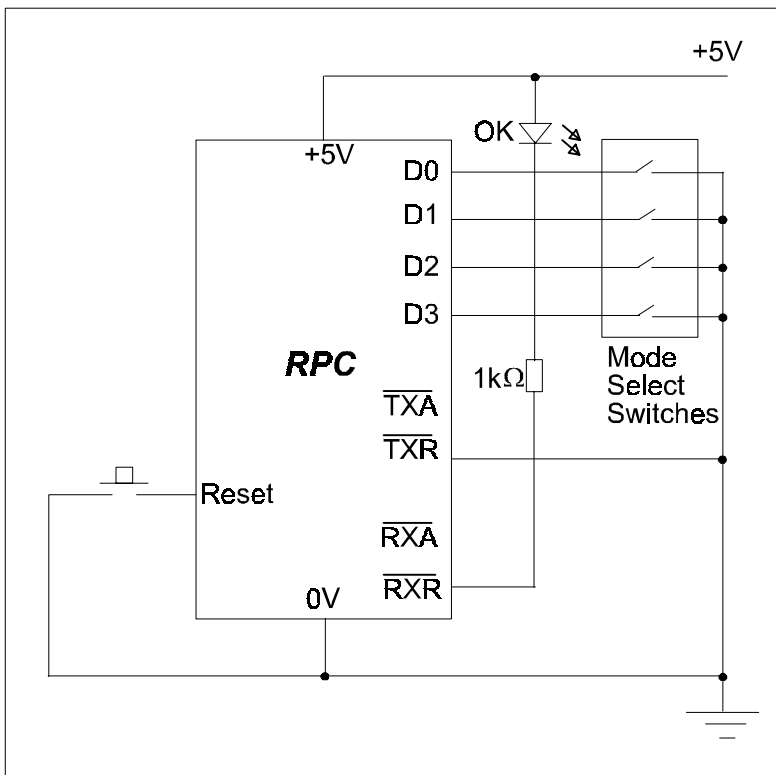 +5V
+5V
OK
D0
D1
D2
D3
RPC
Mode
Select
Switches
1kΩ
TXA
TXR
Reset
RXA
RXR
0V